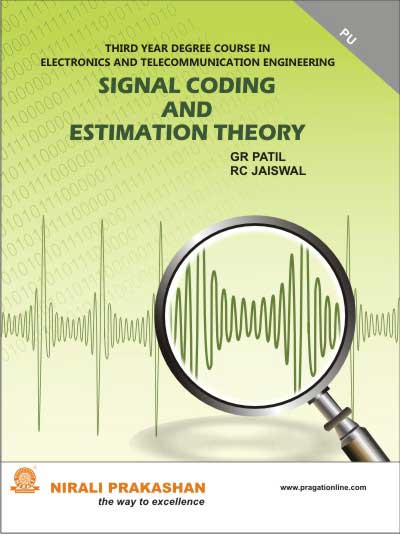 PU
THIRD YEAR DEGREE COURSE IN
ELECTRONICS AND TELECOMMUNICATION ENGINEERING
SIGNAL CODING
AND
ESTIMATION THEORY
GR PATIL
RC JAISWAL
NIRALI PRAKASHAN
the way to excellence
www.pragationline.com